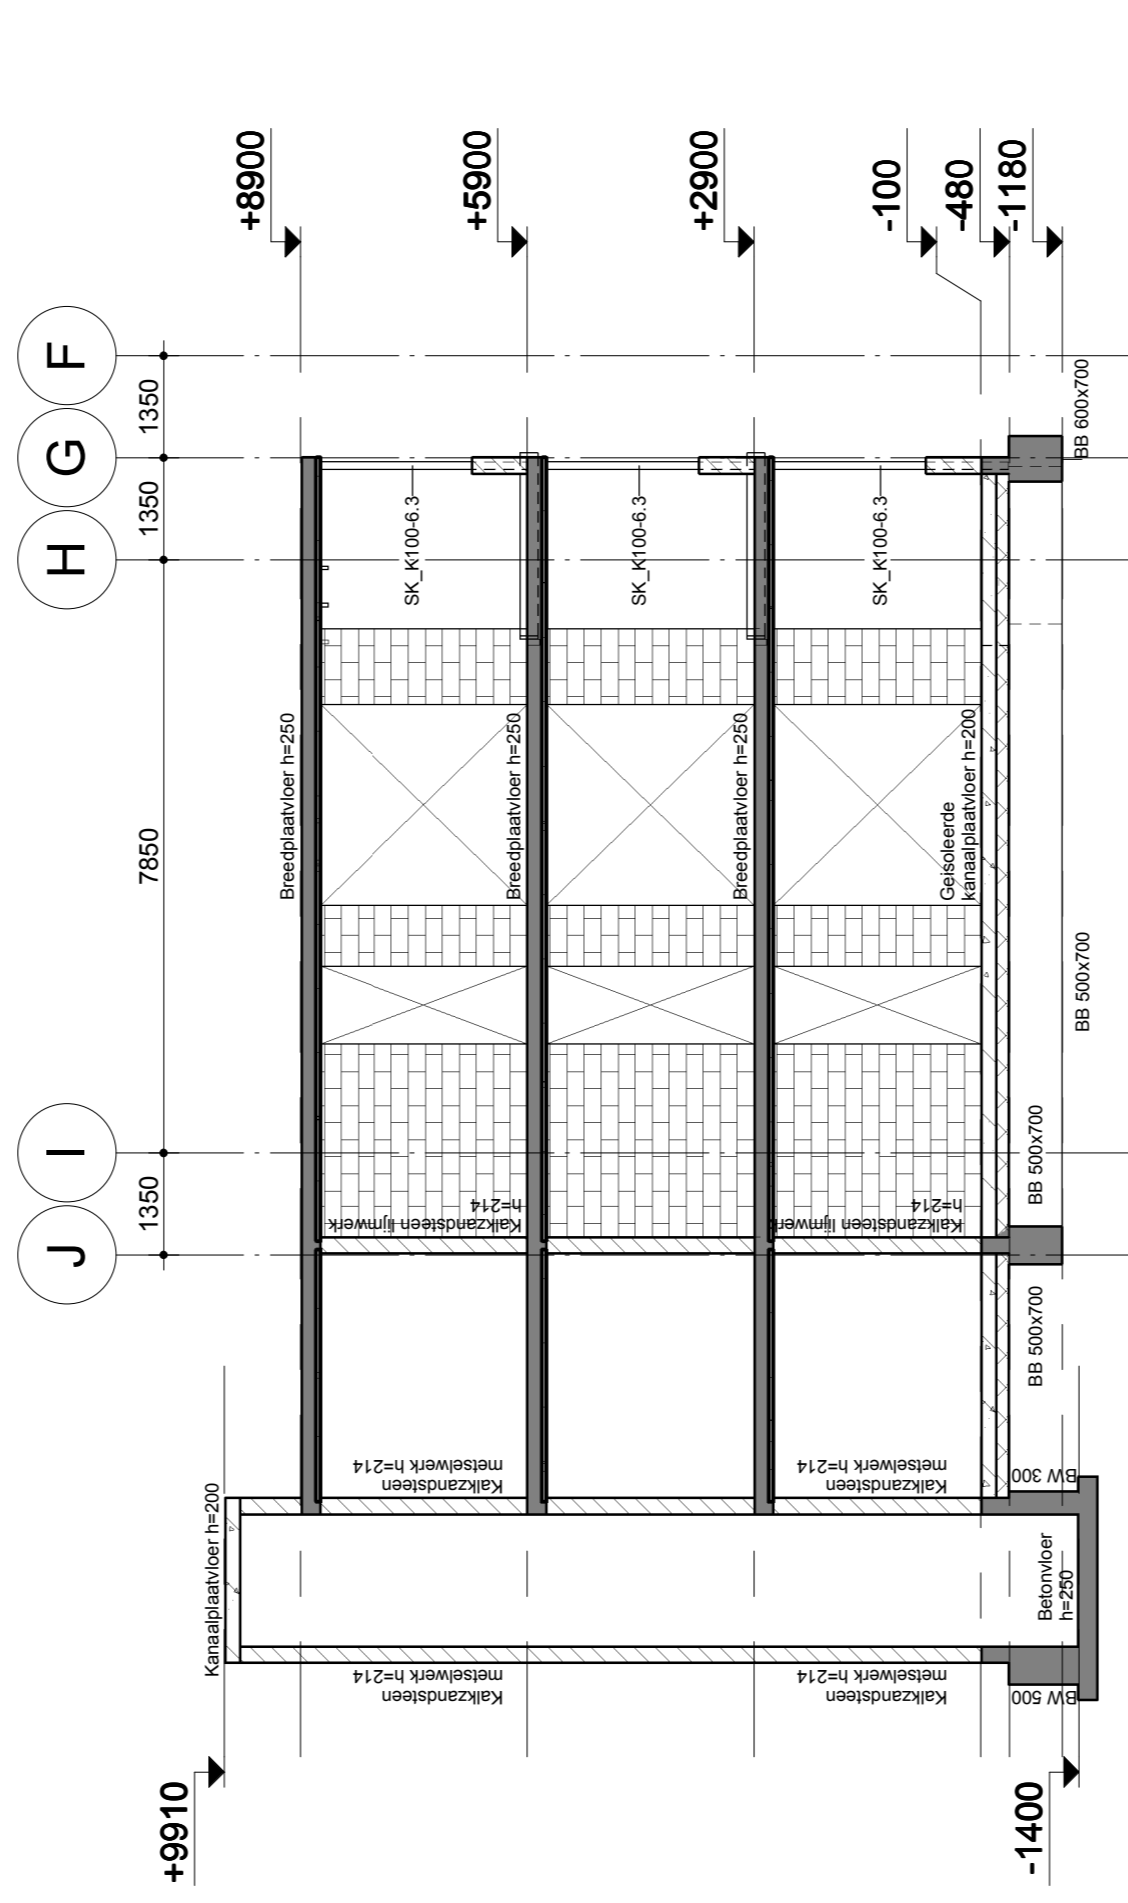 J
I
H
G
F
1350
7850
1350
1350
+9910
+8900
+5900
+2900
-100
-480
-1180
-1400
Kanaalplaatvloer h=200
Breedplaatvloer h=250
Breedplaatvloer h=250
Breedplaatvloer h=250
Geïsoleerde
kanaalplaatvloer h=200
SK_K100-6.3
SK_K100-6.3
SK_K100-6.3
Kalkzandsteen lijmwerk
h=214
Kalkzandsteen lijmwerk
h=214
Kalkzandsteen
metselwerk h=214
Kalkzandsteen
metselwerk h=214
Kalkzandsteen
metselwerk h=214
Kalkzandsteen
metselwerk h=214
Betonvloer
h=250
BW 500
BW 300
BB 500x700
BB 500x700
BB 500x700
BB 600x700